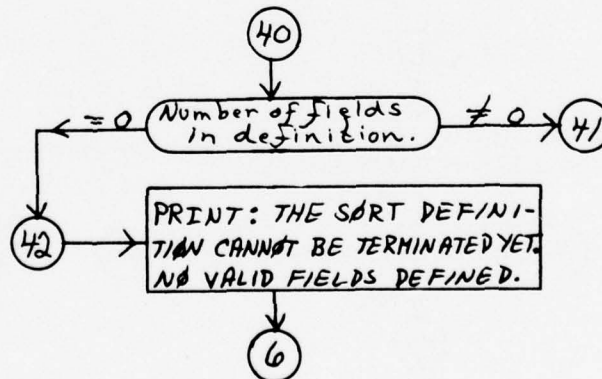 40
Number of fields
in definition.
= 0
≠ 0
41
42
PRINT: THE SØRT DEFINI-
TIØN CANNØT BE TERMINATED YET.
NØ VALID FIELDS DEFINED.
6